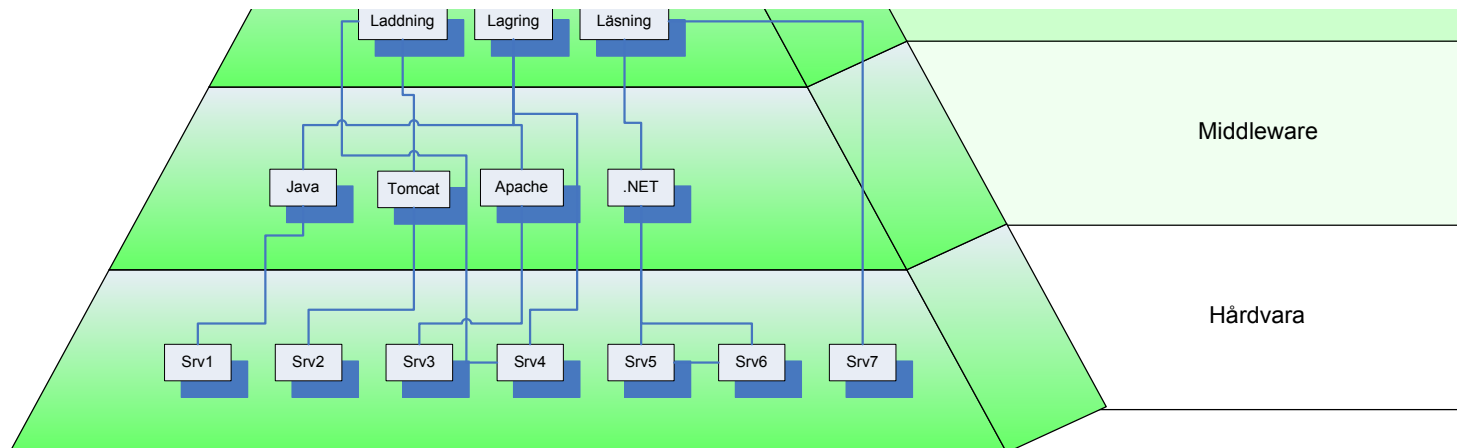 Laddning
Lagring
Läsning
Middleware
Java
Tomcat
Apache
.NET
Hårdvara
Srv1
Srv2
Srv3
Srv4
Srv5
Srv6
Srv7